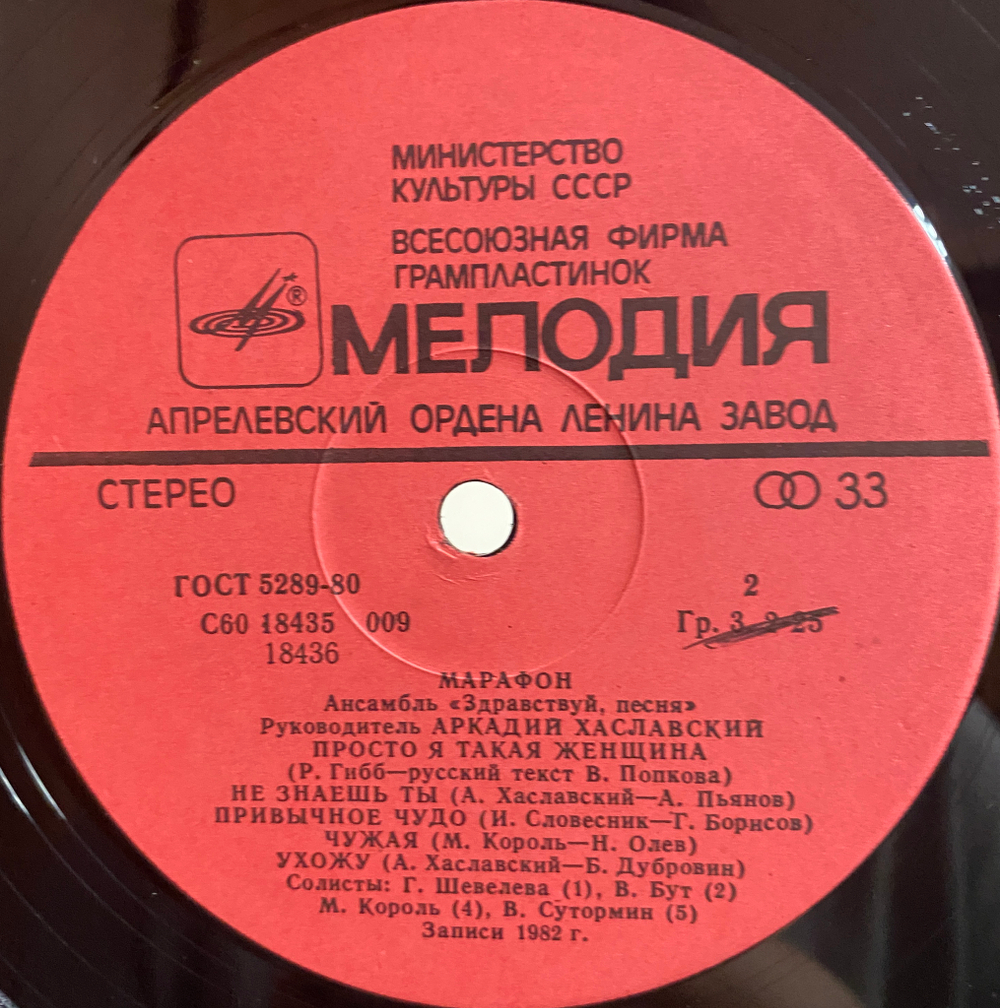 МИНИСТЕРСТВО
КУЛЬТУРЫ СССР
ВСЕСОЮЗНАЯ ФИРМА
ГРАМПЛАСТИНОК
®
МЕЛОДИЯ
АПРЕЛЕВСКИЙ ОРДЕНА ЛЕНИНА ЗАВОД
СТЕРЕО 33
ГОСТ 5289-80 2
С60 18435 009 Гр. 3
18436
МАРАФОН
Ансамбль «Здравствуй, песня»
Руководитель АРКАДИЙ ХАСЛАВСКИЙ
ПРОСТО Я ТАКАЯ ЖЕНЩИНА
(Р. Гибб—русский текст В. Попкова)
НЕ ЗНАЕШЬ ТЫ (А. Хаславский—А. Пьянов)
ПРИВЫЧНОЕ ЧУДО (И. Словесник—Г. Борисов)
ЧУЖАЯ (М. Король—Н. Олев)
УХОЖУ (А. Хаславский—Б. Дубровин)
Солисты: Г. Шевелева (1), В. Бут (2)
М. Король (4), В. Сутормин (5)
Записи 1982 г.